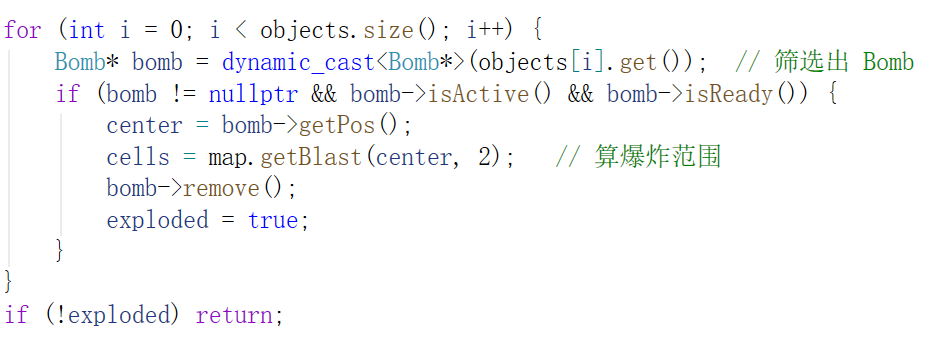 for (int i = 0; i < objects.size(); i++) {
    Bomb* bomb = dynamic_cast<Bomb*>(objects[i].get());  // 筛选出 Bomb
    if (bomb != nullptr && bomb->isActive() && bomb->isReady()) {
        center = bomb->getPos();
        cells = map.getBlast(center, 2);   // 算爆炸范围
        bomb->remove();
        exploded = true;
    }
}
if (!exploded) return;